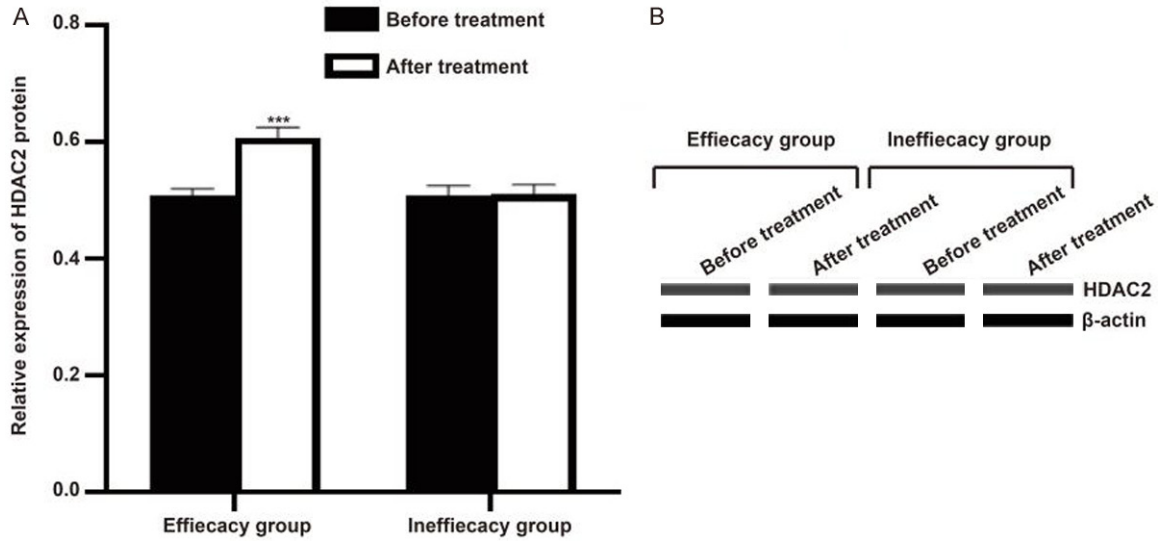 A
Before treatment
After treatment
Relative expression of HDAC2 protein
0.8
0.6
0.4
0.2
0.0
***
Effiecacy group
Ineffiecacy group
B
Effiecacy group
Ineffiecacy group
Before treatment
After treatment
Before treatment
After treatment
HDAC2
β-actin